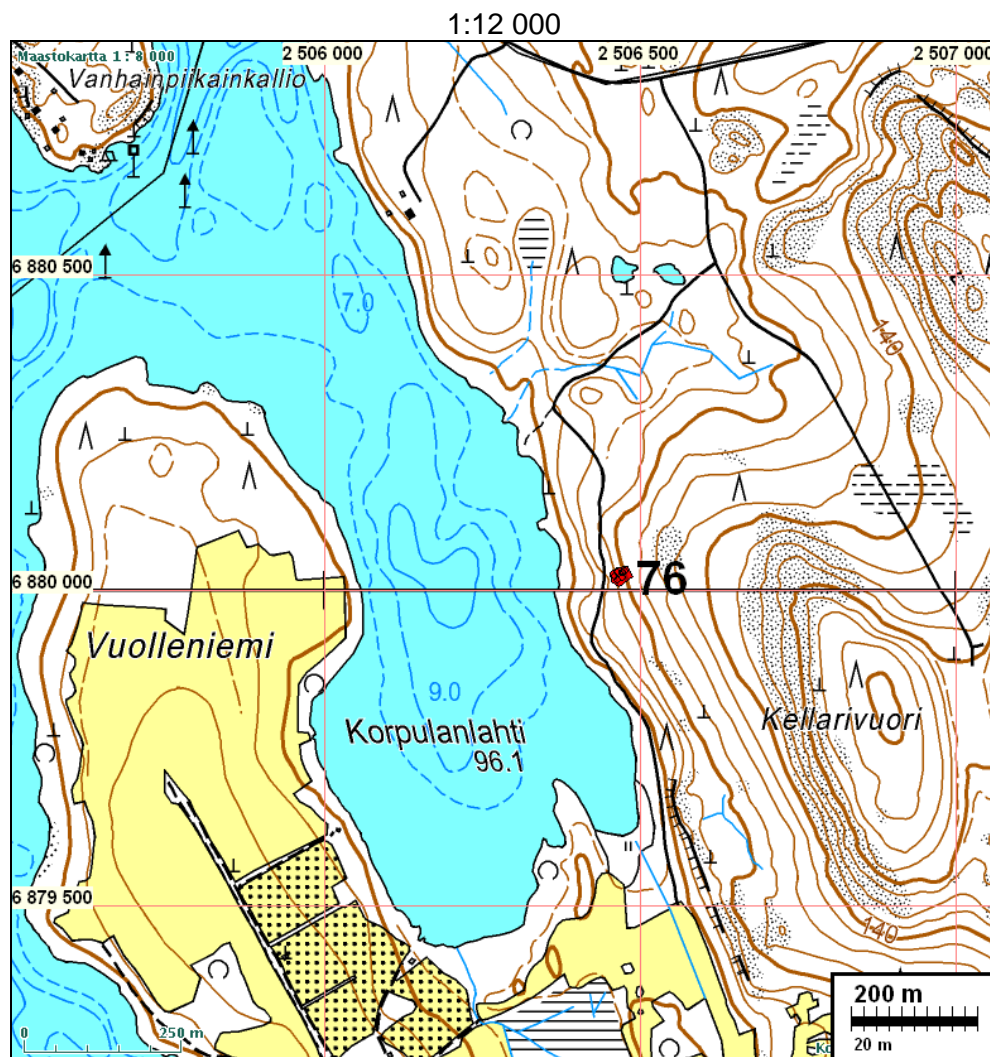 1:12 000
Maastokartta 1 : 8 000
2 506 000
2 506 500
2 507 000
Vanhainpiikainkallio
6 880 500
7.0
140
76
6 880 000
Vuolleniemi
9.0
Kellarivuori
Korpulanlahti
96.1
6 879 500
140
200 m
20 m
0
250 m